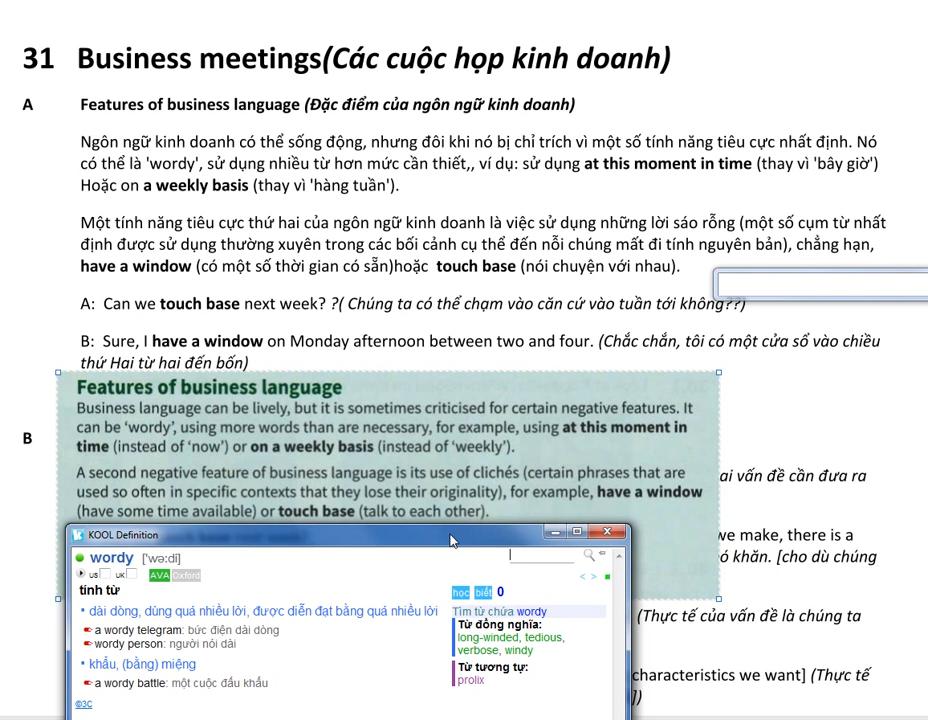 31 Business meetings(Các cuộc họp kinh doanh)
A Features of business language (Đặc điểm của ngôn ngữ kinh doanh)
Ngôn ngữ kinh doanh có thể sống động, nhưng đôi khi nó bị chỉ trích vì một số tính năng tiêu cực nhất định. Nó
có thể là 'wordy', sử dụng nhiều từ hơn mức cần thiết,, ví dụ: sử dụng at this moment in time (thay vì 'bây giờ')
Hoặc on a weekly basis (thay vì 'hàng tuần').
Một tính năng tiêu cực thứ hai của ngôn ngữ kinh doanh là việc sử dụng những lời sáo rỗng (một số cụm từ nhất
định được sử dụng thường xuyên trong các bối cảnh cụ thể đến nỗi chúng mất đi tính nguyên bản), chẳng hạn,
have a window (có một số thời gian có sẵn)hoặc touch base (nói chuyện với nhau).
A: Can we touch base next week? ?( Chúng ta có thể chạm vào căn cứ vào tuần tới không??)
B: Sure, I have a window on Monday afternoon between two and four. (Chắc chắn, tôi có một cửa sổ vào chiều
thứ Hai từ hai đến bốn)
Features of business language
Business language can be lively, but it is sometimes criticised for certain negative features. It
can be ‘wordy’, using more words than are necessary, for example, using at this moment in
time (instead of ‘now’) or on a weekly basis (instead of ‘weekly’).
A second negative feature of business language is its use of clichés (certain phrases that are
used so often in specific contexts that they lose their originality), for example, have a window
(have some time available) or touch base (talk to each other).
B
ai vấn đề cần đưa ra
we make, there is a
ó khăn. [cho dù chúng
(Thực tế của vấn đề là chúng ta
characteristics we want] (Thực tế
])
KOOL Definition
wordy ['wə:di]
US UK AVA Oxford
tính từ
• dài dòng, dùng quá nhiều lời, được diễn đạt bằng quá nhiều lời
a wordy telegram: bức điện dài dòng
wordy person: người nói dài
• khẩu, (bằng) miệng
a wordy battle: một cuộc đấu khẩu
©3C
< >
học biết 0
Tìm từ chứa wordy
Từ đồng nghĩa:
long-winded, tedious,
verbose, windy
Từ tương tự:
prolix